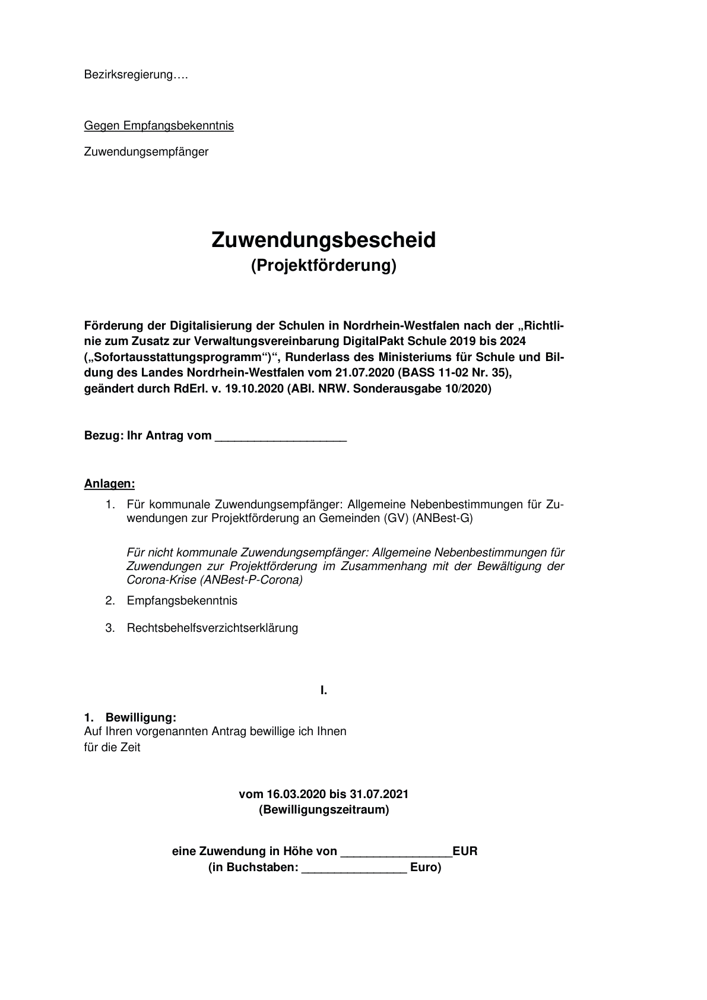 Bezirksregierung….
Gegen Empfangsbekenntnis
Zuwendungsempfänger
Zuwendungsbescheid
(Projektförderung)
Förderung der Digitalisierung der Schulen in Nordrhein-Westfalen nach der „Richtli-
nie zum Zusatz zur Verwaltungsvereinbarung DigitalPakt Schule 2019 bis 2024
(„Sofortausstattungsprogramm“)“, Runderlass des Ministeriums für Schule und Bil-
dung des Landes Nordrhein-Westfalen vom 21.07.2020 (BASS 11-02 Nr. 35),
geändert durch RdErl. v. 19.10.2020 (ABl. NRW. Sonderausgabe 10/2020)
Bezug: Ihr Antrag vom ____________________
Anlagen:
1. Für kommunale Zuwendungsempfänger: Allgemeine Nebenbestimmungen für Zu-
wendungen zur Projektförderung an Gemeinden (GV) (ANBest-G)
Für nicht kommunale Zuwendungsempfänger: Allgemeine Nebenbestimmungen für
Zuwendungen zur Projektförderung im Zusammenhang mit der Bewältigung der
Corona-Krise (ANBest-P-Corona)
2. Empfangsbekenntnis
3. Rechtsbehelfsverzichtserklärung
I.
1. Bewilligung:
Auf Ihren vorgenannten Antrag bewillige ich Ihnen
für die Zeit
vom 16.03.2020 bis 31.07.2021
(Bewilligungszeitraum)
eine Zuwendung in Höhe von _________________EUR
(in Buchstaben: ________________ Euro)